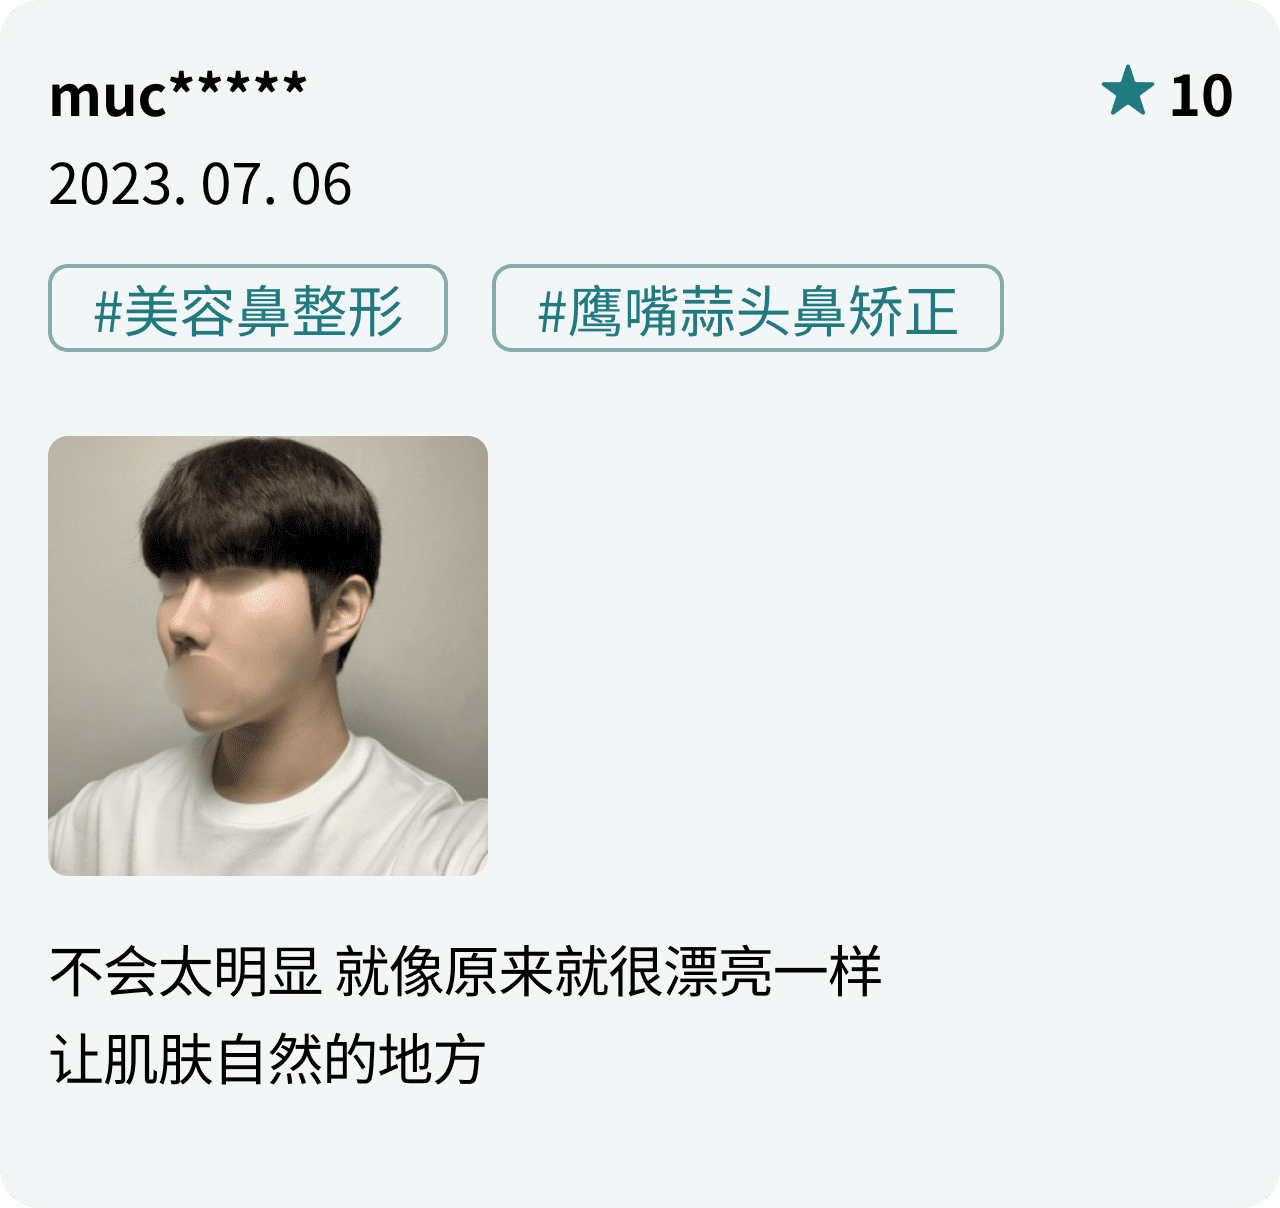 muc*****
★ 10
2023. 07. 06
#美容鼻整形
#鹰嘴蒜头鼻矫正
不会太明显 就像原来就很漂亮一样
让肌肤自然的地方